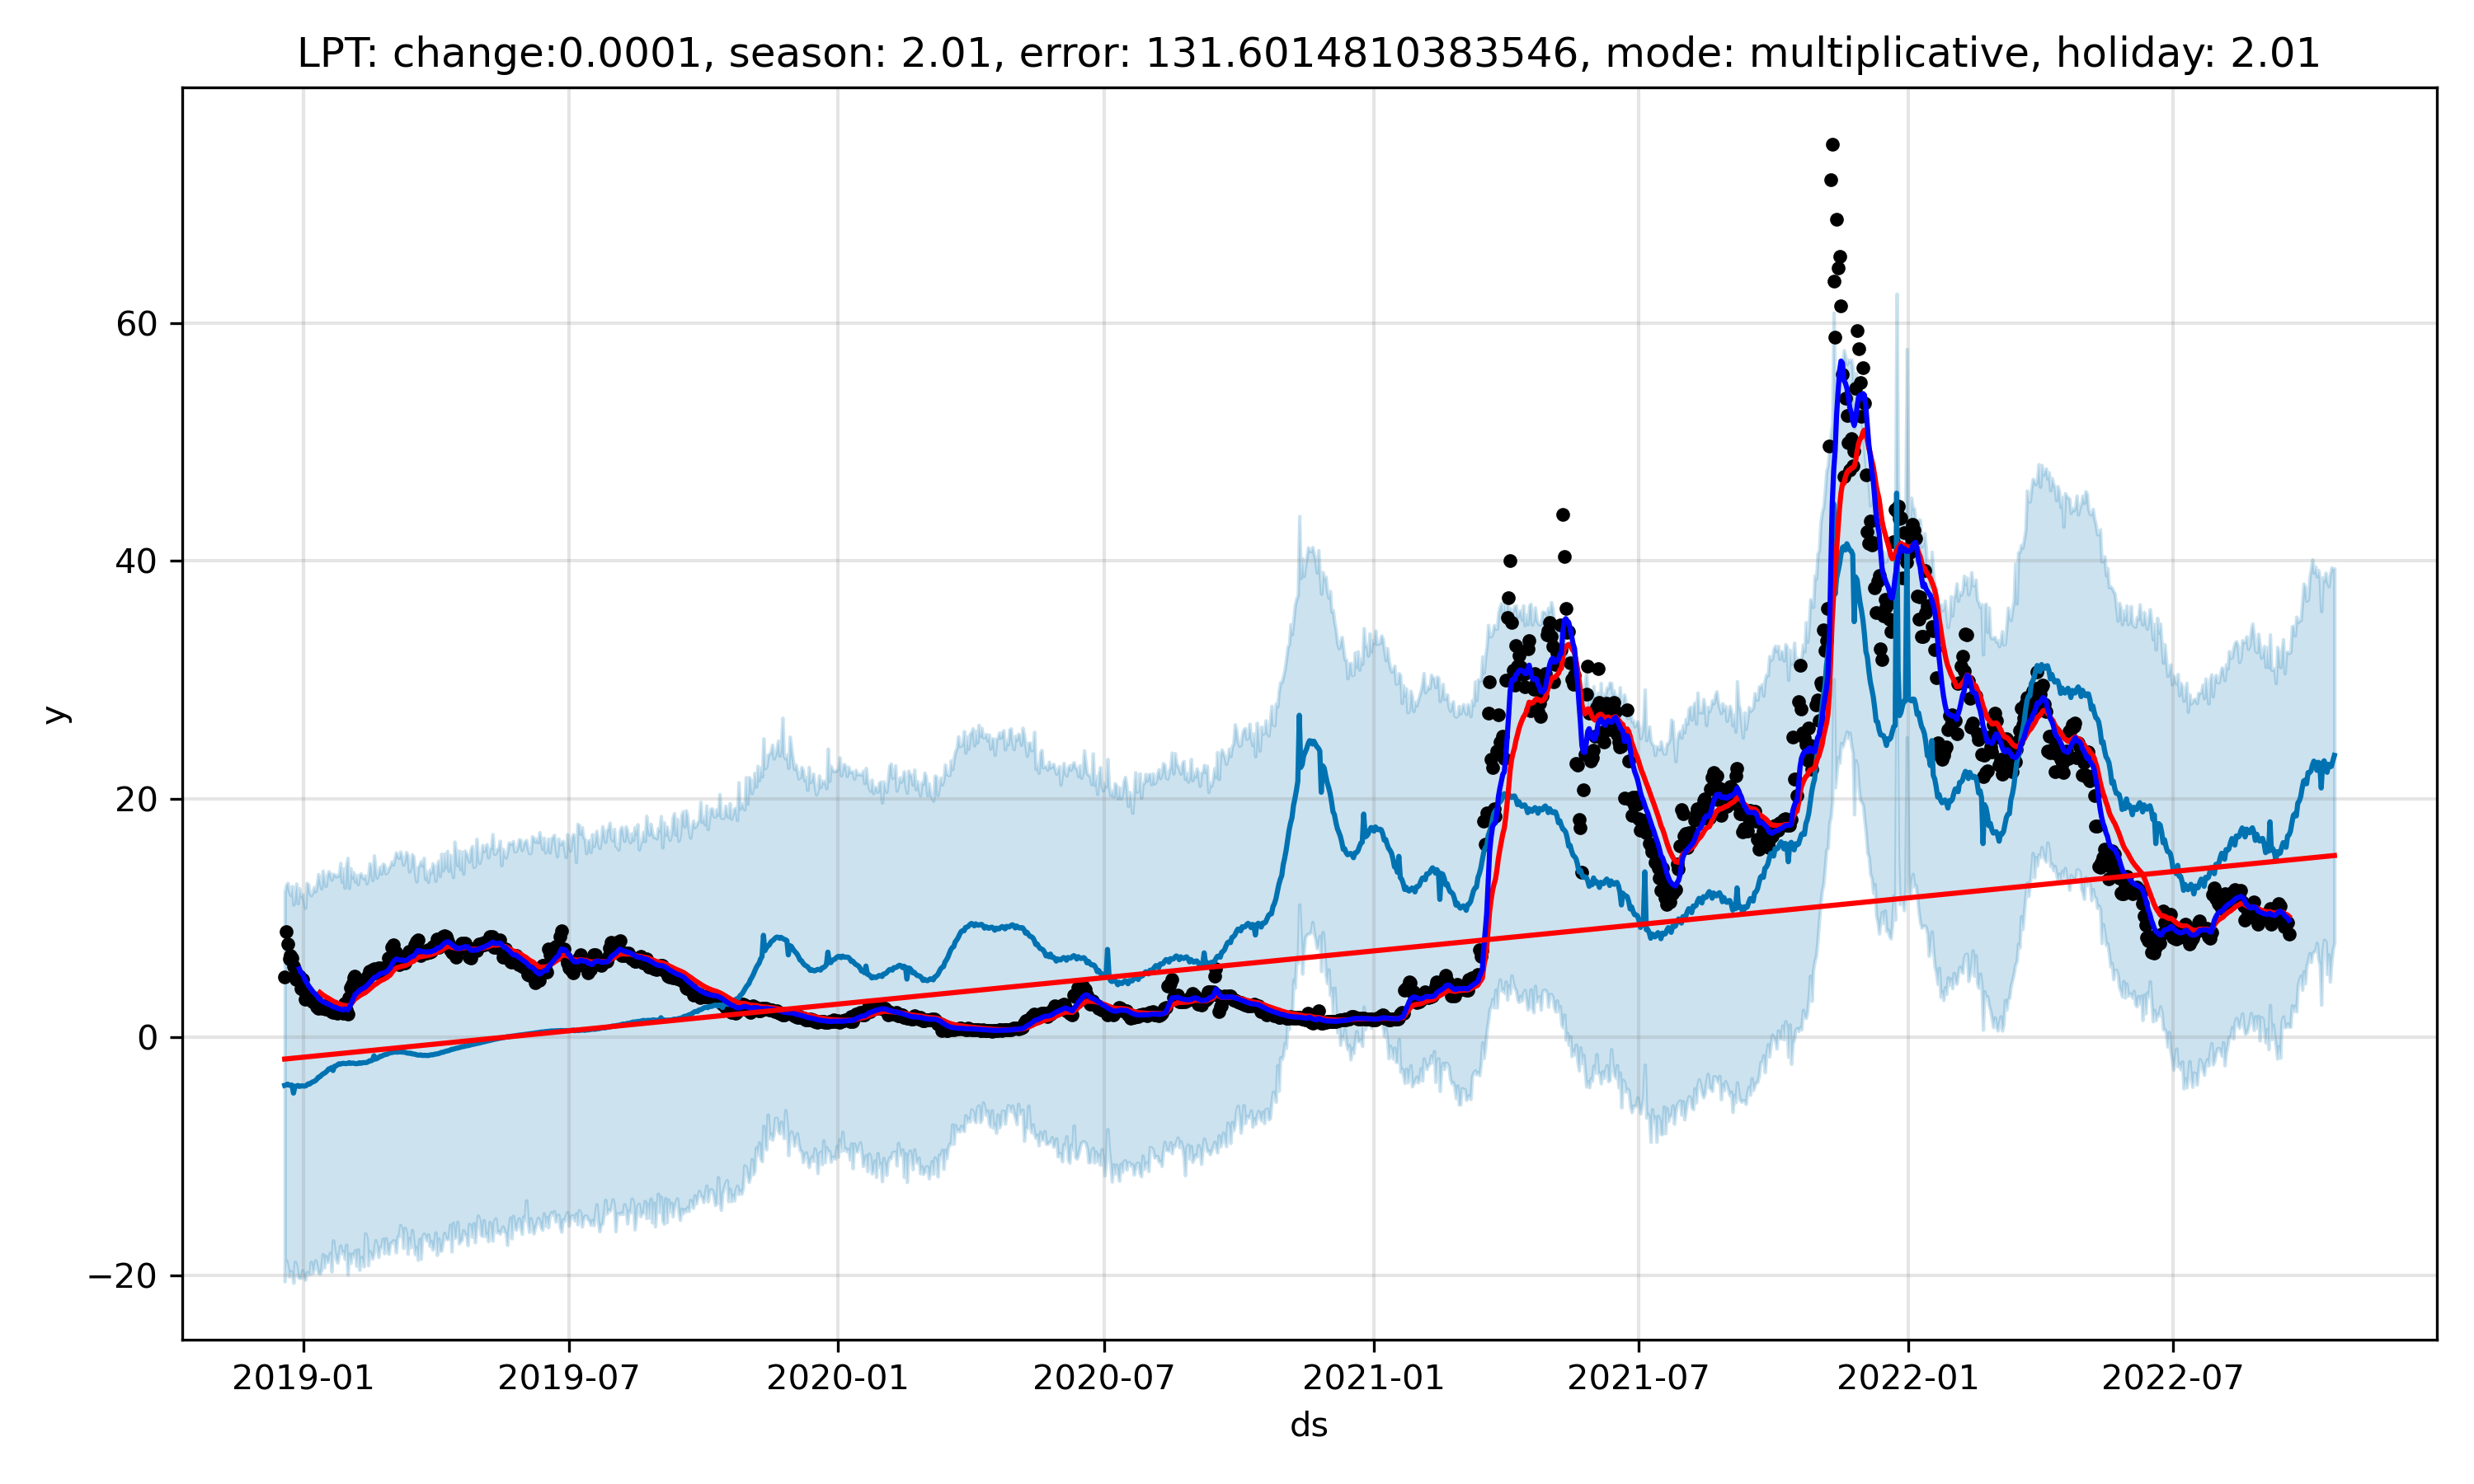 LPT: change:0.0001, season: 2.01, error: 131.6014810383546, mode: multiplicative, holiday: 2.01
60
40
20
0
−20
y
2019-01 2019-07 2020-01 2020-07 2021-01 2021-07 2022-01 2022-07
ds